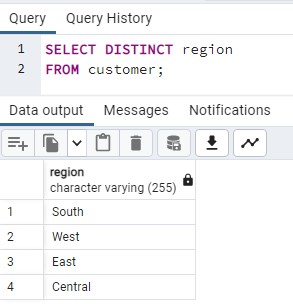 Query Query History
1 SELECT DISTINCT region
2 FROM customer;
Data output Messages Notifications
region
character varying (255)
1 South
2 West
3 East
4 Central